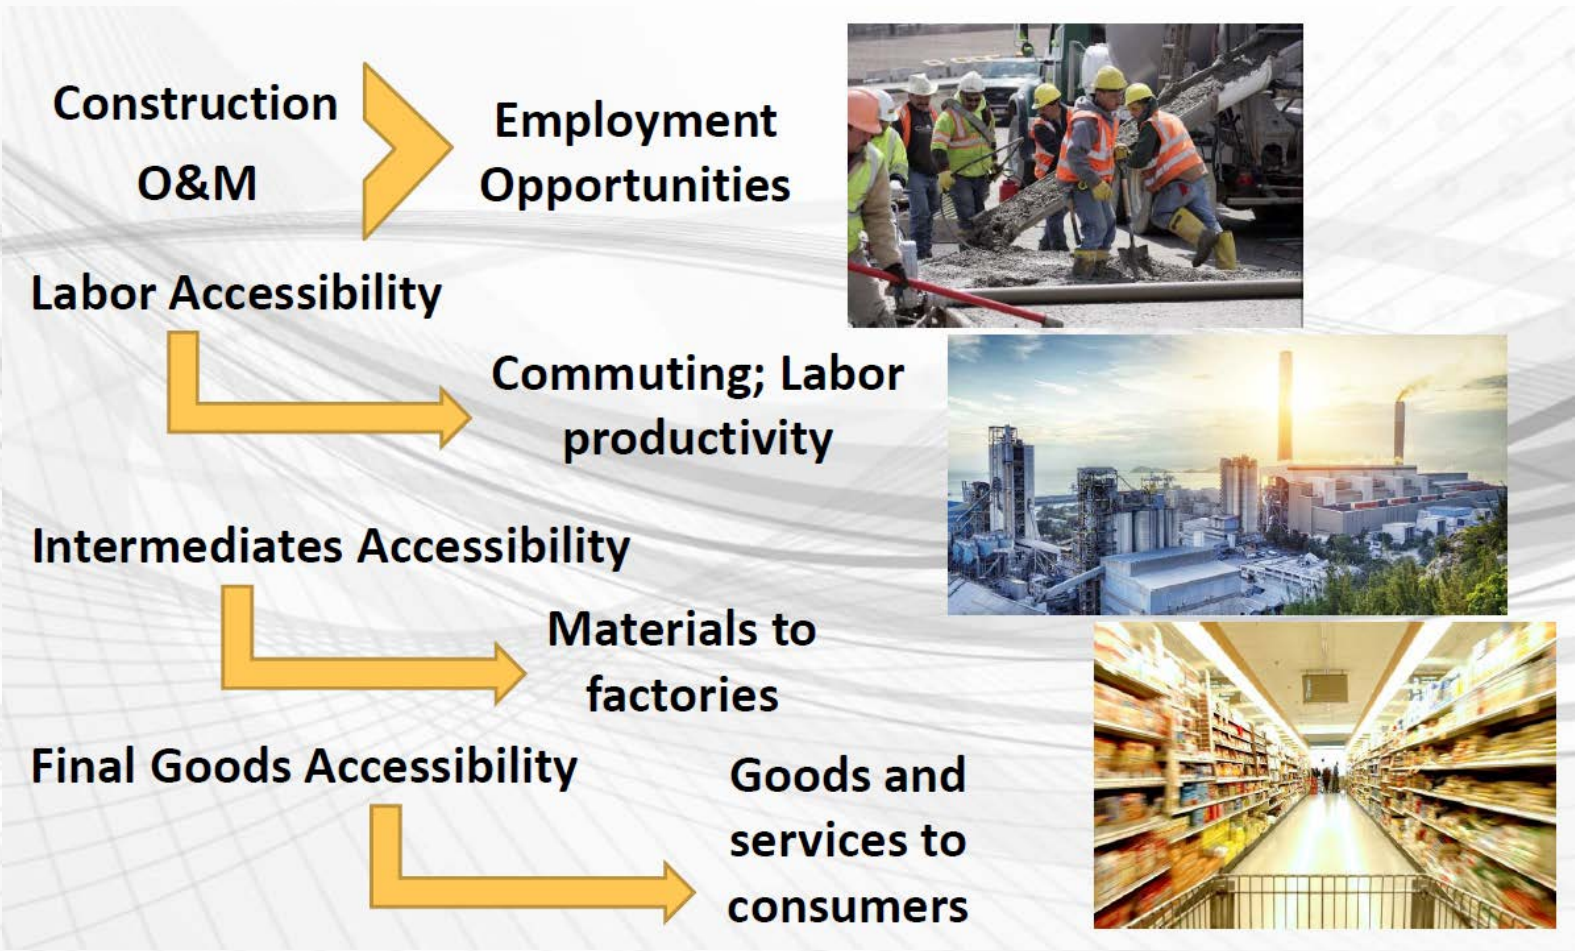 Construction
O&M
Employment
Opportunities
Labor Accessibility
Commuting; Labor
productivity
Intermediates Accessibility
Materials to
factories
Final Goods Accessibility
Goods and
services to
consumers